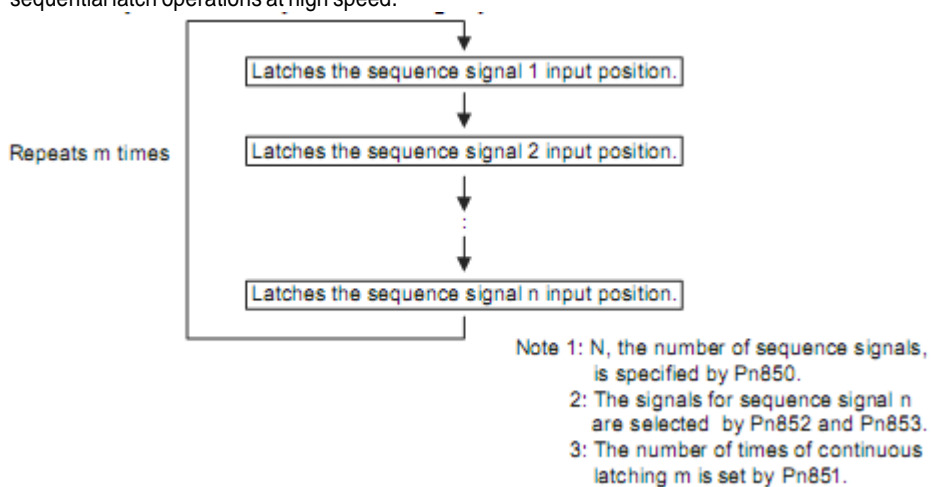 sequential latch operations at high speed.
Latches the sequence signal 1 input position.
Repeats m times
Latches the sequence signal 2 input position.
:
Latches the sequence signal n input position.
Note 1: N, the number of sequence signals,
is specified by Pn850.
2: The signals for sequence signal n
are selected by Pn852 and Pn853.
3: The number of times of continuous
latching m is set by Pn851.